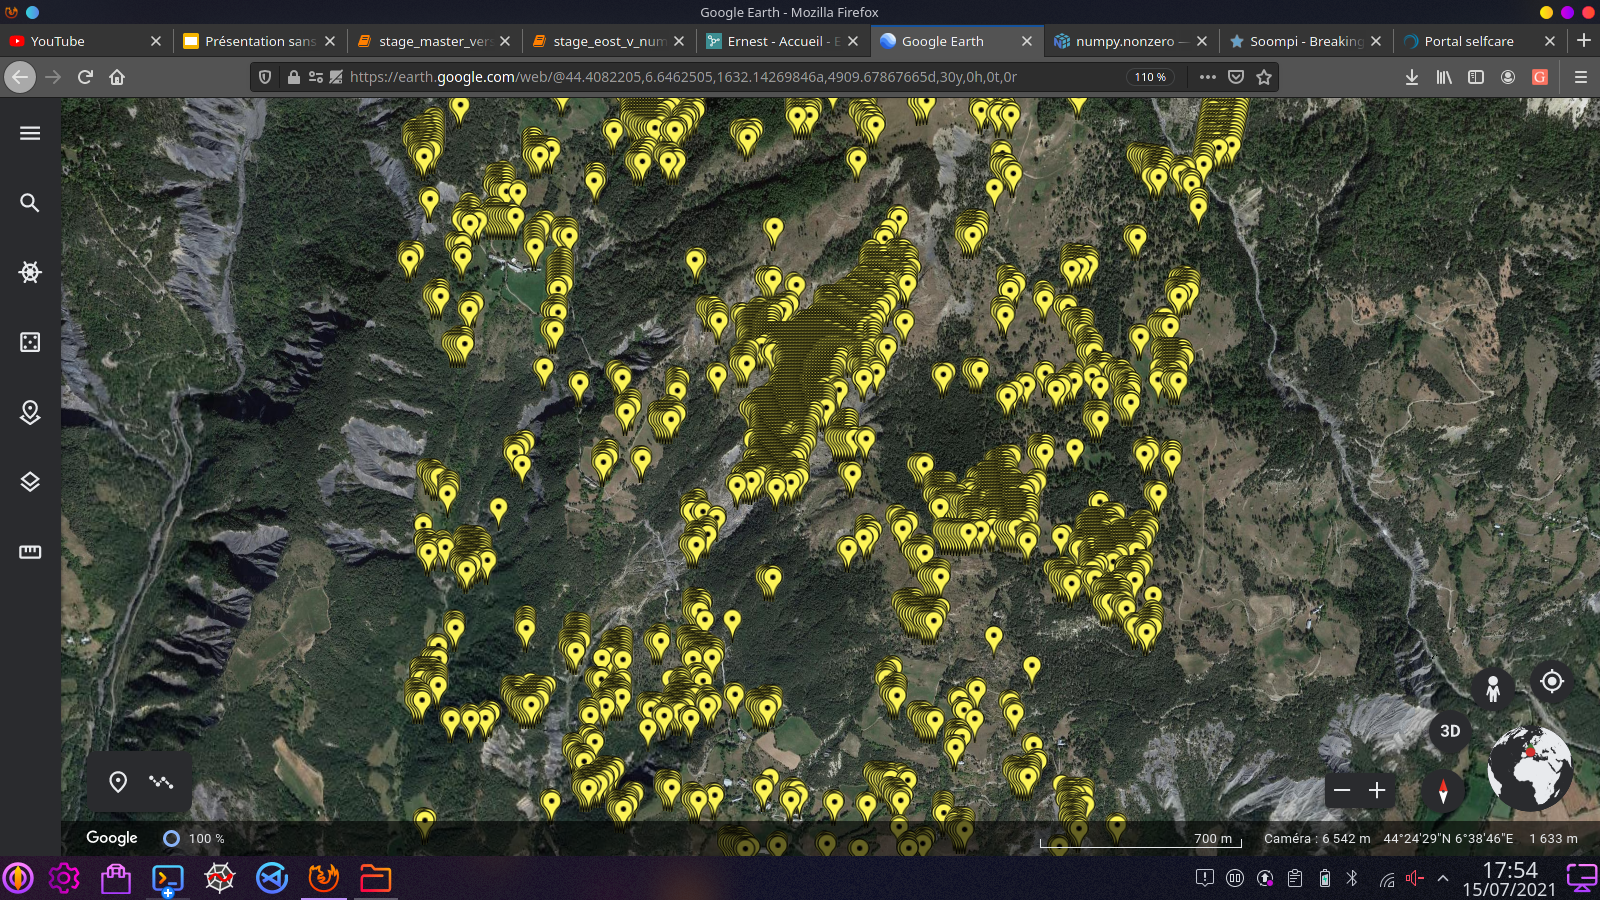 Google Earth - Mozilla Firefox
YouTube
Présentation sans
stage_master_vers
stage_eost_v_num
Ernest - Accueil - E
Google Earth
numpy.nonzero —
Soompi - Breaking
Portal selfcare
https://earth.google.com/web/@44.4082205,6.6462505,1632.14269846a,4909.67867665d,30y,0h,0t,0r
110 %
G
3D
Google
100 %
700 m
Caméra : 6 542 m
44°24'29"N 6°38'46"E
1 633 m
17:54
15/07/2021